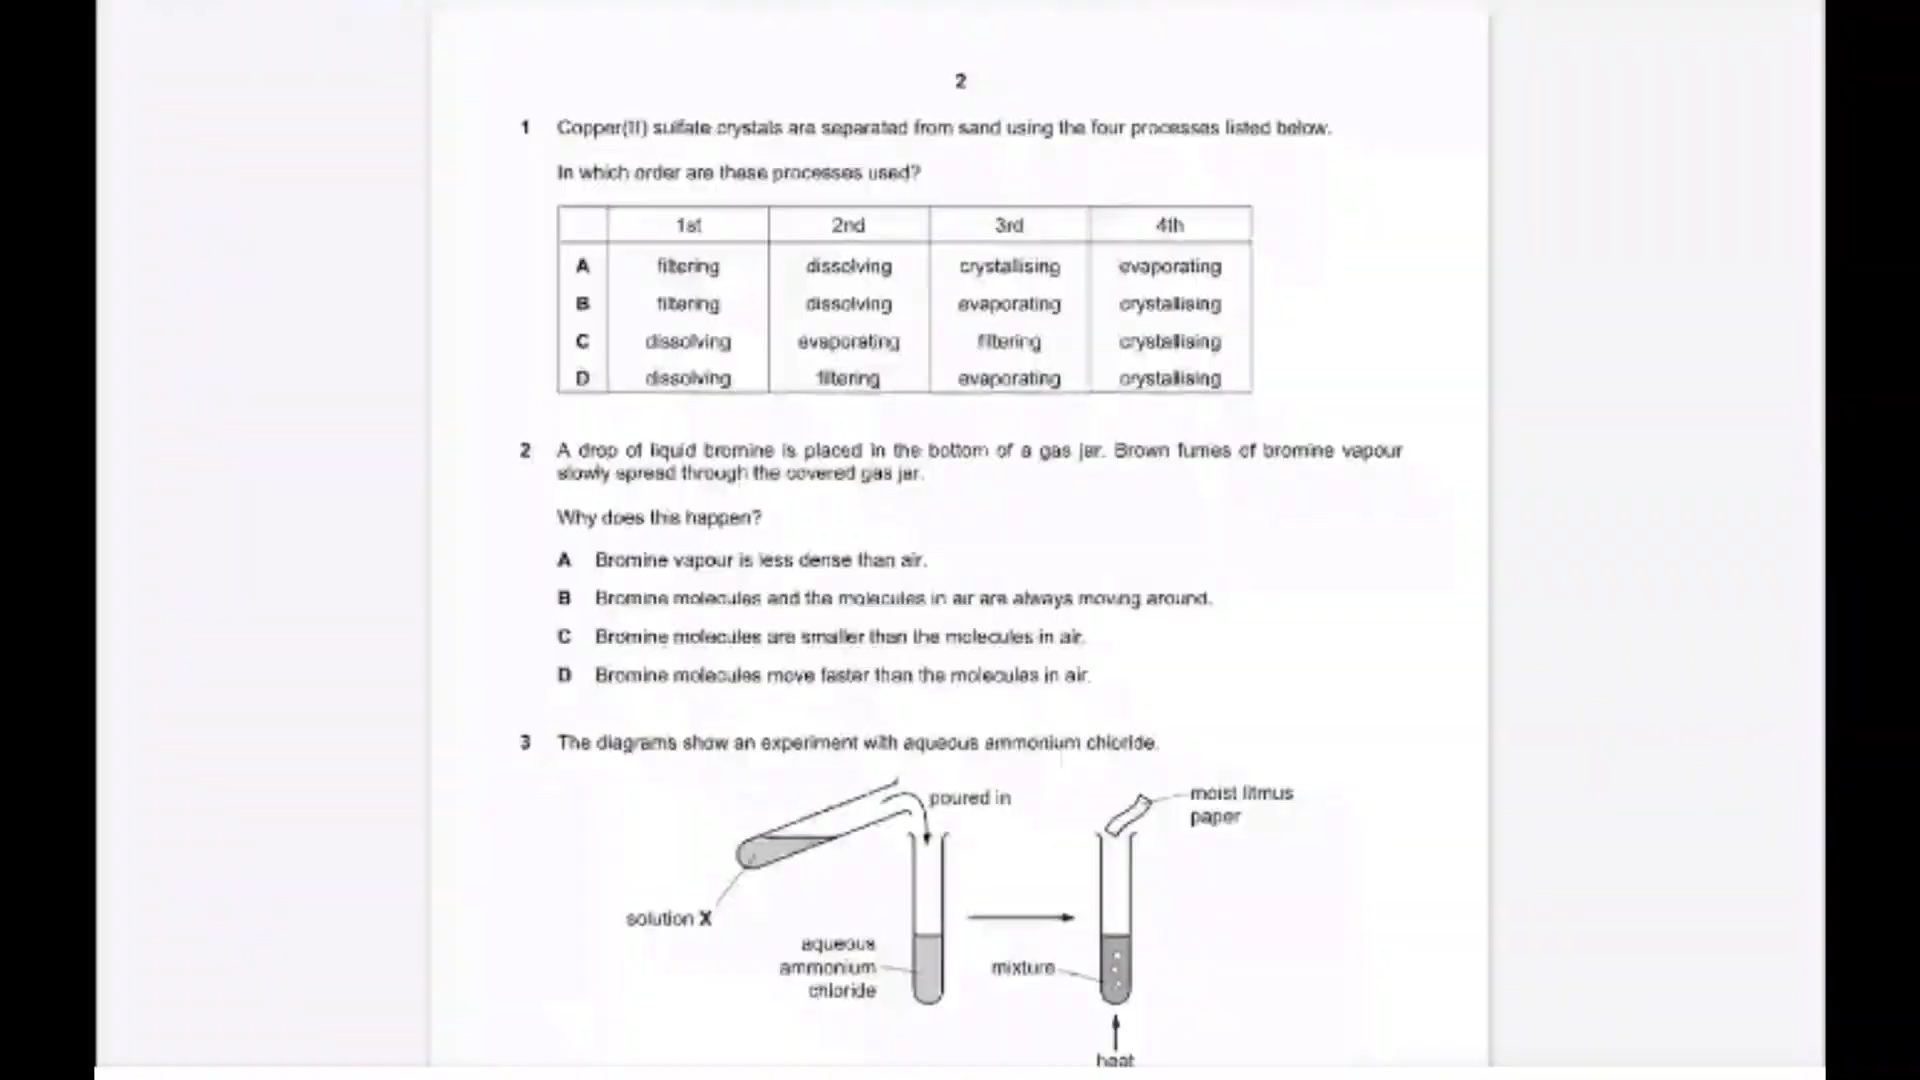 2
1 Copper(II) sulfate crystals are separated from sand using the four processes listed below.
In which order are these processes used?
1st 2nd 3rd 4th
A filtering dissolving crystallising evaporating
B filtering dissolving evaporating crystallising
C dissolving evaporating filtering crystallising
D dissolving filtering evaporating crystallising
2 A drop of liquid bromine is placed in the bottom of a gas jar. Brown fumes of bromine vapour
slowly spread through the covered gas jar.
Why does this happen?
A Bromine vapour is less dense than air.
B Bromine molecules and the molecules in air are always moving around.
C Bromine molecules are smaller than the molecules in air.
D Bromine molecules move faster than the molecules in air.
3 The diagrams show an experiment with aqueous ammonium chloride.
poured in
moist litmus
paper
solution X
aqueous
ammonium
chloride
mixture
heat